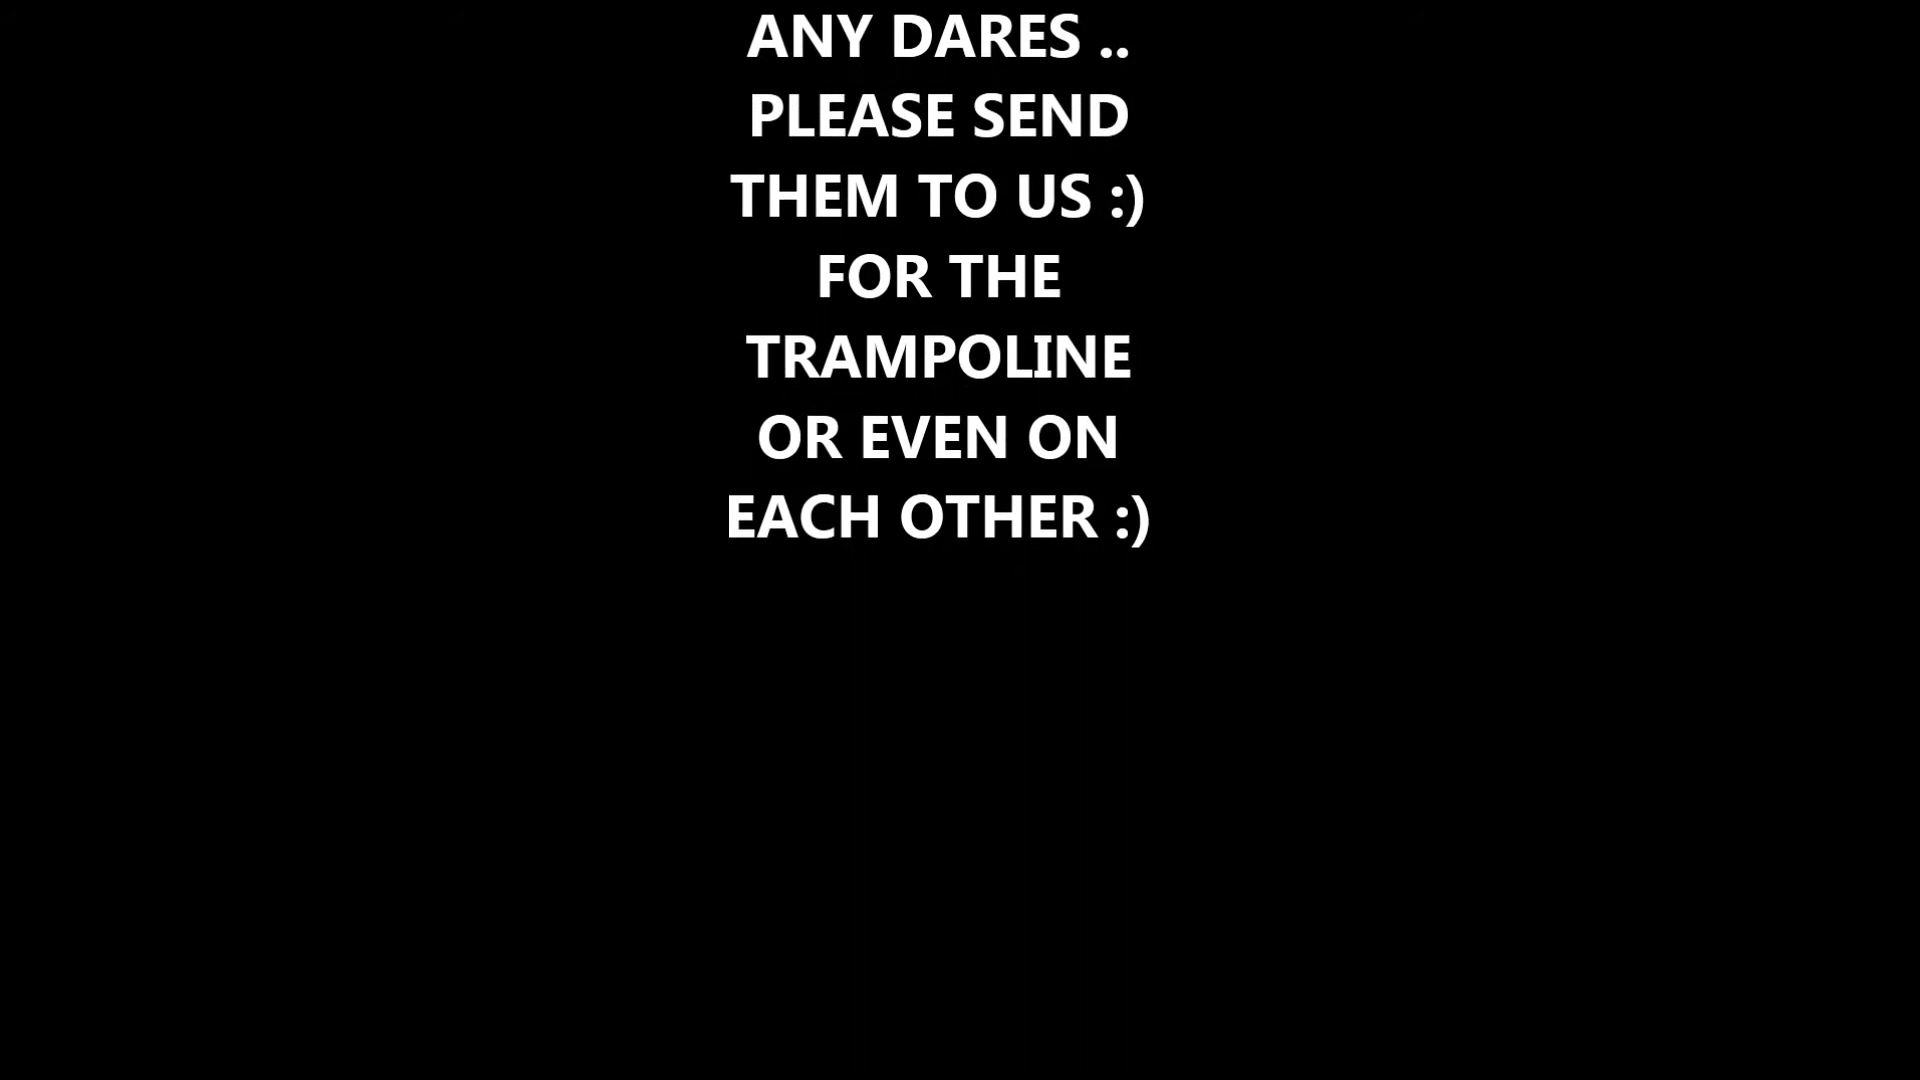 ANY DARES ..
PLEASE SEND
THEM TO US :)
FOR THE
TRAMPOLINE
OR EVEN ON
EACH OTHER :)